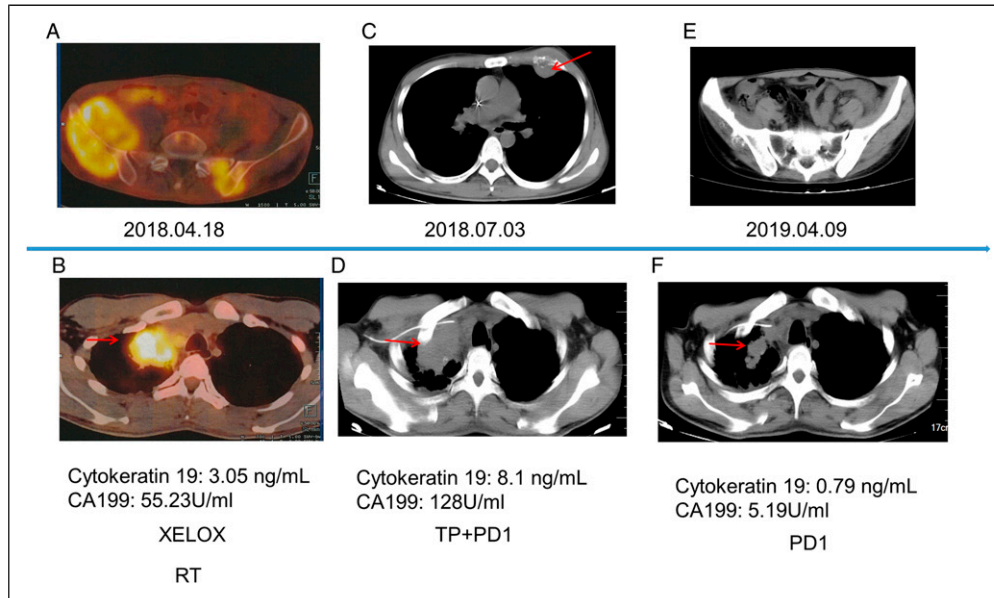 A
C
E
2018.04.18
2018.07.03
2019.04.09
B
D
F
F
F
17cm
Cytokeratin 19: 3.05 ng/mL
CA199: 55.23U/ml
XELOX
RT
Cytokeratin 19: 8.1 ng/mL
CA199: 128U/ml
TP+PD1
Cytokeratin 19: 0.79 ng/mL
CA199: 5.19U/ml
PD1